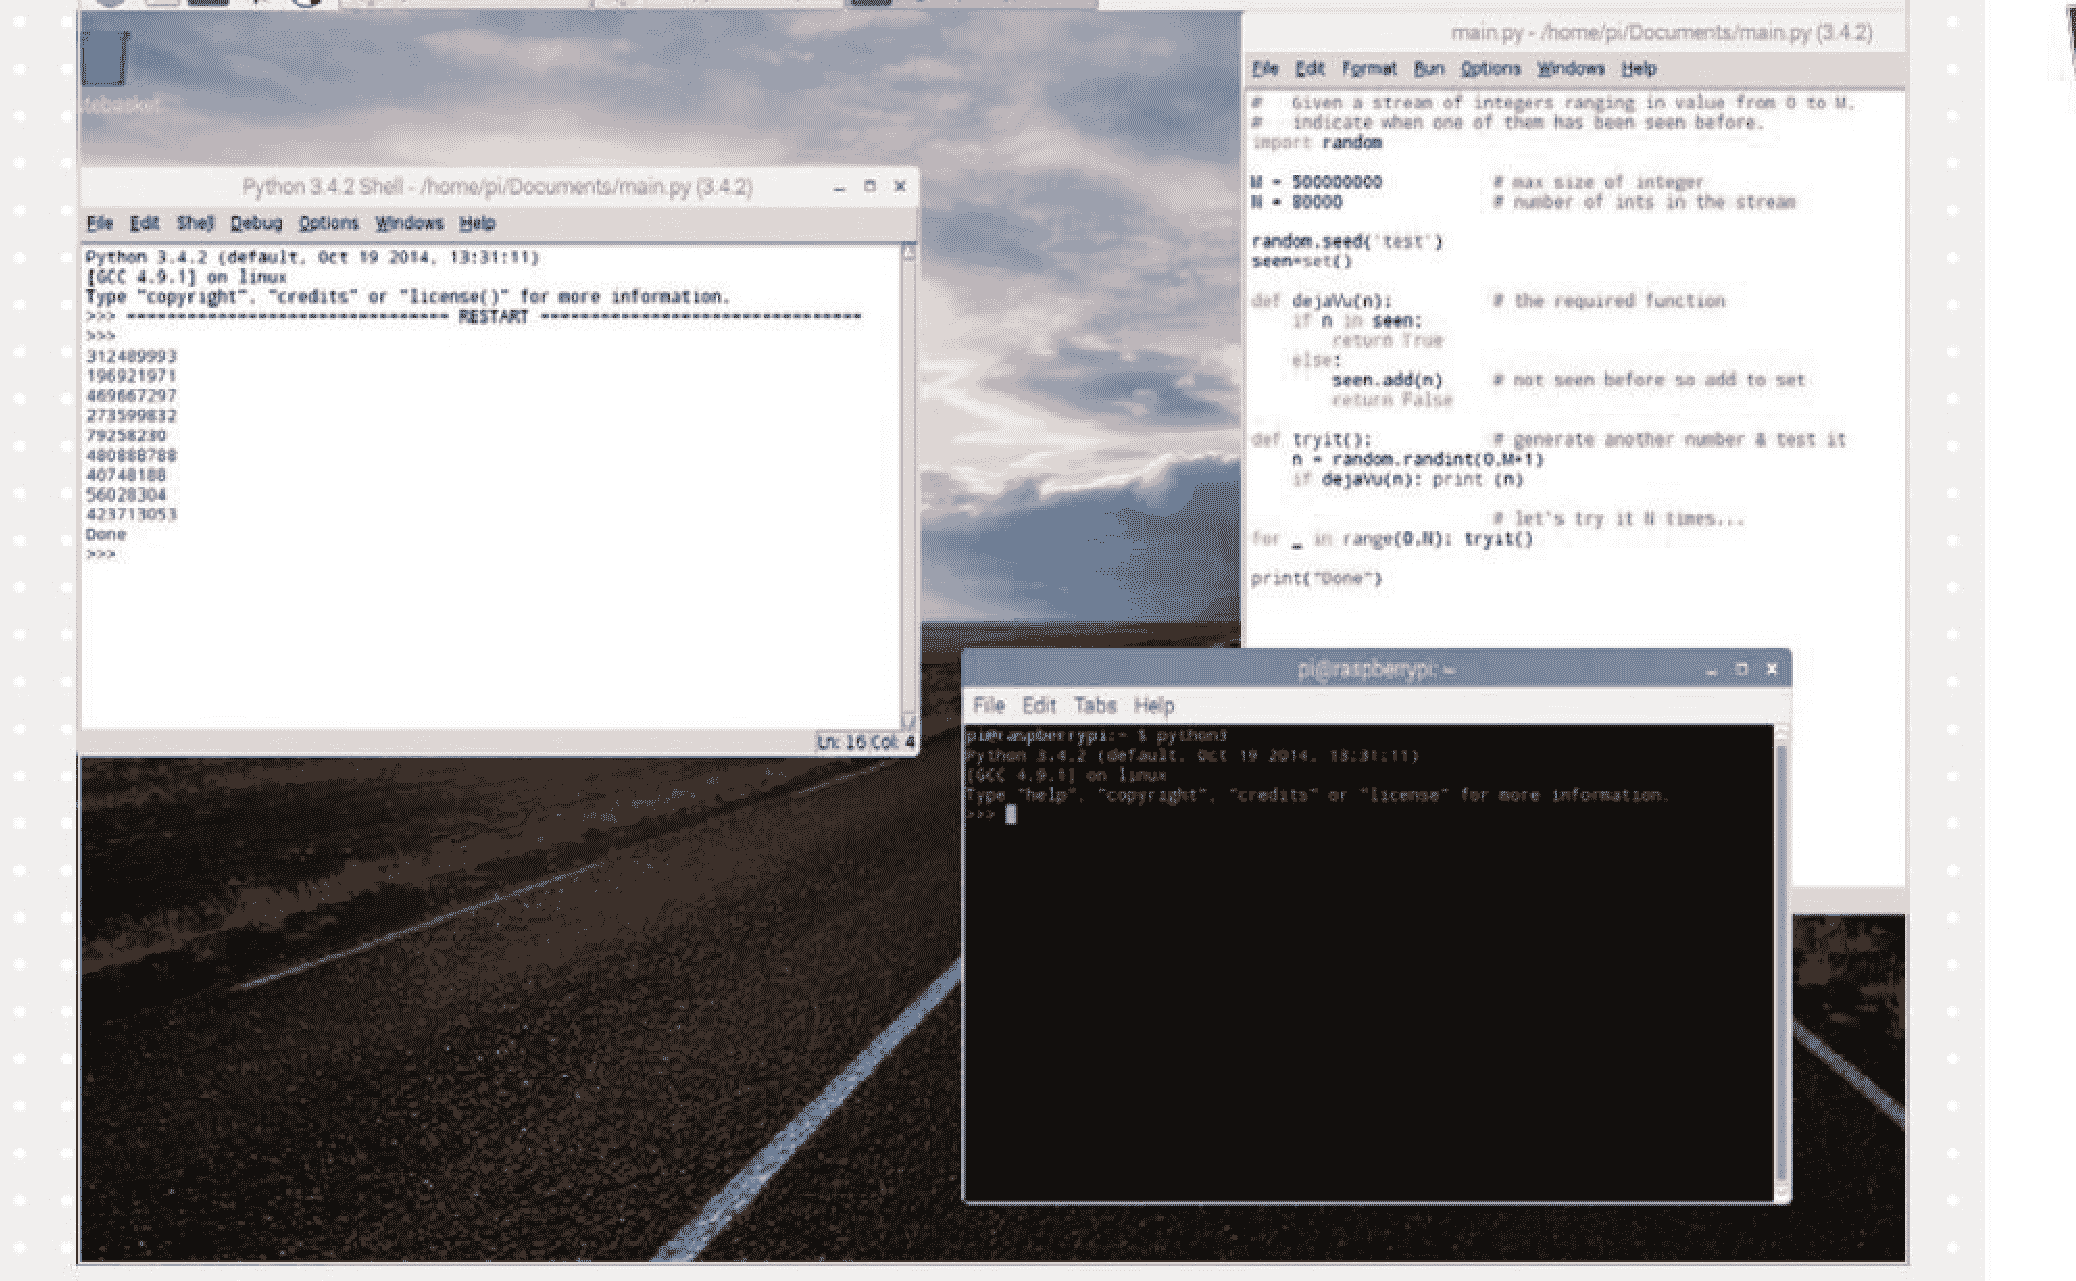 tebasket
Python 3.4.2 Shell - /home/pi/Documents/main.py (3.4.2)
File Edit Shell Debug Options Windows Help
Python 3.4.2 (default, Oct 19 2014, 13:31:11)
[GCC 4.9.1] on linux
Type "copyright", "credits" or "license()" for more information.
>>> ================================ RESTART ================================
>>>
312489993
196921971
469667297
273599832
79258230
480888788
40748188
56028304
423713053
Done
>>>
Ln: 16 Col: 4
main.py - /home/pi/Documents/main.py (3.4.2)
File Edit Format Run Options Windows Help
#   Given a stream of integers ranging in value from 0 to M,
#   indicate when one of them has been seen before.
import random
M = 500000000           # max size of integer
N = 80000               # number of ints in the stream
random.seed('test')
seen=set()
def dejaVu(n):          # the required function
    if n in seen:
        return True
    else:
        seen.add(n)     # not seen before so add to set
        return False
def tryit():            # generate another number & test it
    n = random.randint(0,M+1)
    if dejaVu(n): print (n)
                        # let's try it N times...
for _ in range(0,N): tryit()
print("Done")
pi@raspberrypi: ~
File Edit Tabs Help
pi@raspberrypi:~ $ python3
Python 3.4.2 (default, Oct 19 2014, 13:31:11)
[GCC 4.9.1] on linux
Type "help", "copyright", "credits" or "license" for more information.
>>>